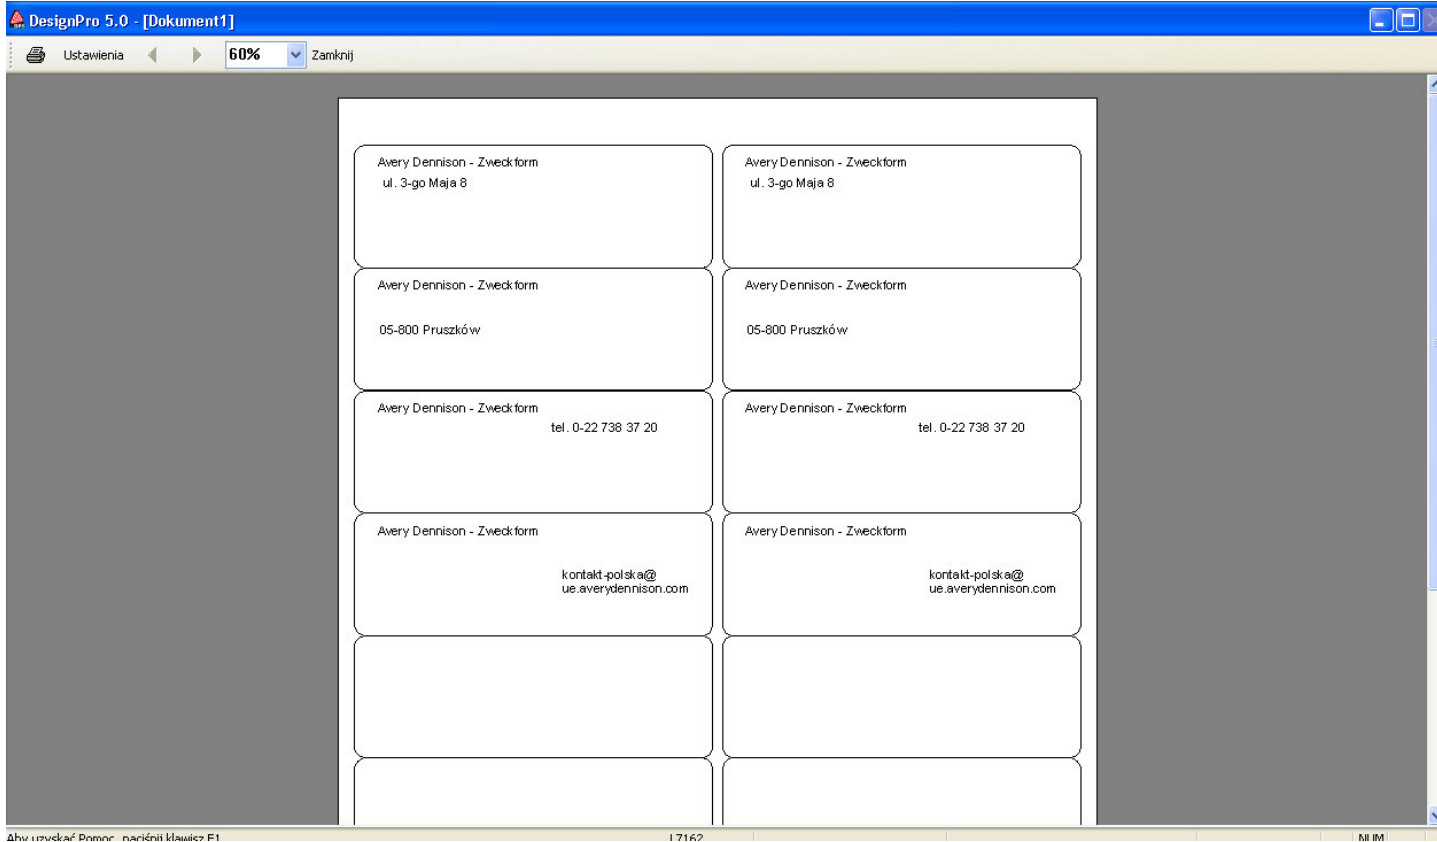 DesignPro 5.0 - [Dokument1]
Ustawienia 60% Zamknij
Avery Dennison - Zweckform
ul. 3-go Maja 8
Avery Dennison - Zweckform
ul. 3-go Maja 8
Avery Dennison - Zweckform
05-800 Pruszków
Avery Dennison - Zweckform
05-800 Pruszków
Avery Dennison - Zweckform
tel. 0-22 738 37 20
Avery Dennison - Zweckform
tel. 0-22 738 37 20
Avery Dennison - Zweckform
kontakt-polska@
ue.averydennison.com
Avery Dennison - Zweckform
kontakt-polska@
ue.averydennison.com
Aby uzyskać Pomoc, naciśnij klawisz F1 L7162 NUM